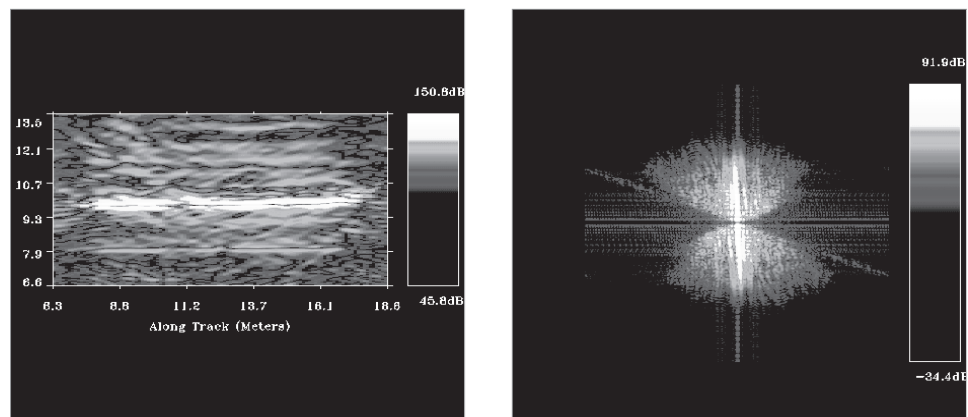 150.8dB
91.9dB
13.5
12.1
10.7
9.3
7.9
6.6
45.8dB
6.3 8.8 11.2 13.7 16.1 18.6
Along Track (Meters)
-34.4dB